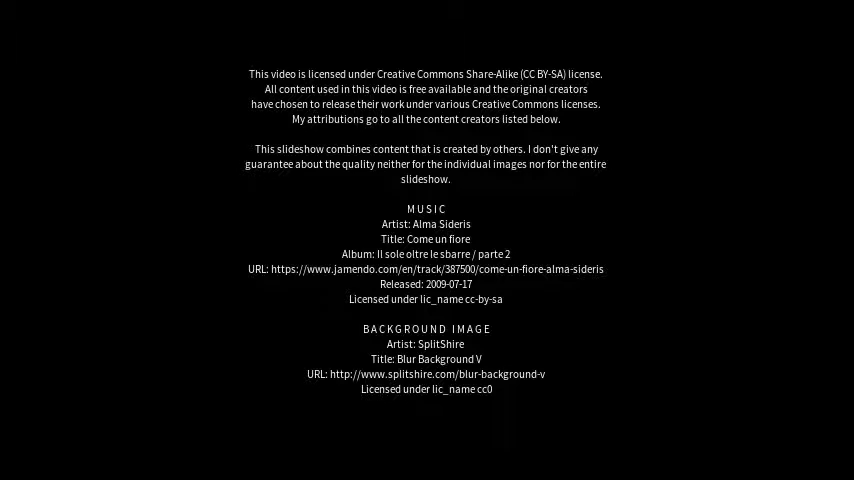 This video is licensed under Creative Commons Share-Alike (CC BY-SA) license.
All content used in this video is free available and the original creators
have chosen to release their work under various Creative Commons licenses.
My attributions go to all the content creators listed below.
This slideshow combines content that is created by others. I don't give any
guarantee about the quality neither for the individual images nor for the entire
slideshow.
MUSIC
Artist: Alma Sideris
Title: Come un fiore
Album: Il sole oltre le sbarre / parte 2
URL: https://www.jamendo.com/en/track/387500/come-un-fiore-alma-sideris
Released: 2009-07-17
Licensed under lic_name cc-by-sa
BACKGROUND IMAGE
Artist: SplitShire
Title: Blur Background V
URL: http://www.splitshire.com/blur-background-v
Licensed under lic_name cc0